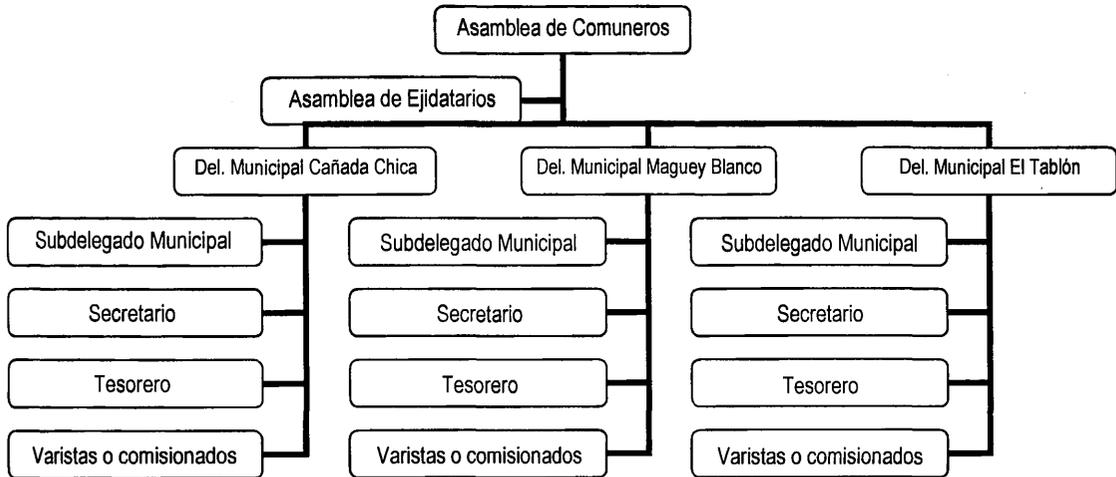 Asamblea de Comuneros
Asamblea de Ejidatarios
Del. Municipal Cañada Chica
Del. Municipal Maguey Blanco
Del. Municipal El Tablón
Subdelegado Municipal
Subdelegado Municipal
Subdelegado Municipal
Secretario
Secretario
Secretario
Tesorero
Tesorero
Tesorero
Varistas o comisionados
Varistas o comisionados
Varistas o comisionados